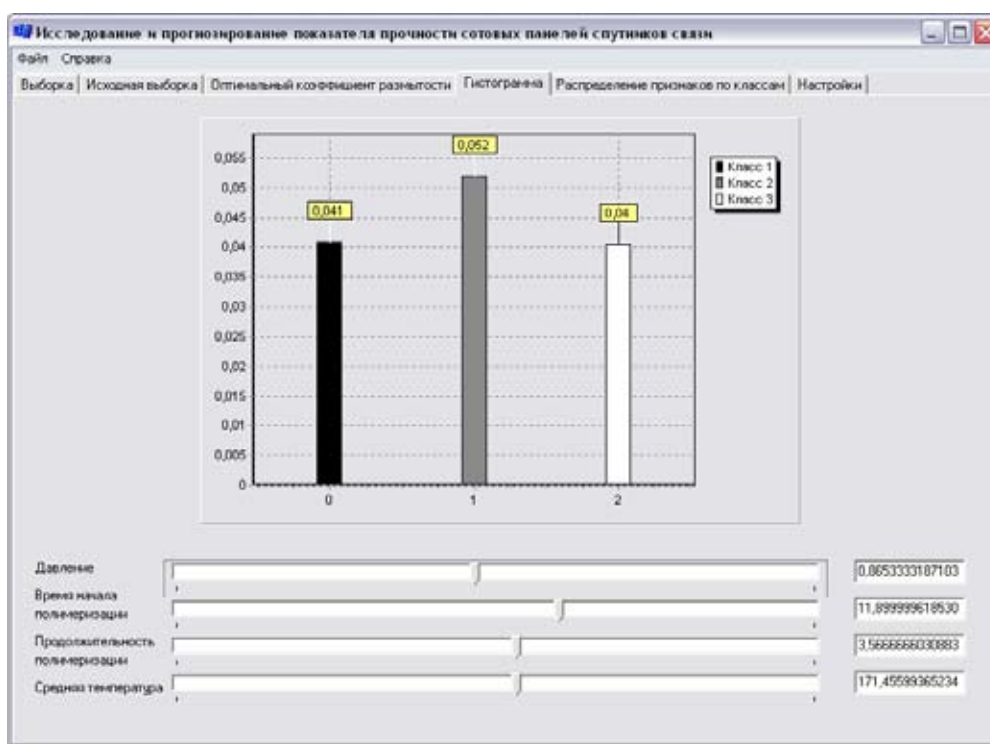 Исследование и прогнозирование показателя прочности сотовых панелей спутников связи
Файл Справка
Выборка Исходная выборка Оптимальный коэффициент размытости Гистограмма Распределение признаков по классам Настройки
0,052
0,041
0,04
0,055
0,05
0,045
0,04
0,035
0,03
0,025
0,02
0,015
0,01
0,005
0
0 1 2
Класс 1
Класс 2
Класс 3
Давление 0,8653333187103
Время начала
полимеризации 11,899999618530
Продолжительность
полимеризации 3,5666666030883
Средняя температура 171,45599365234